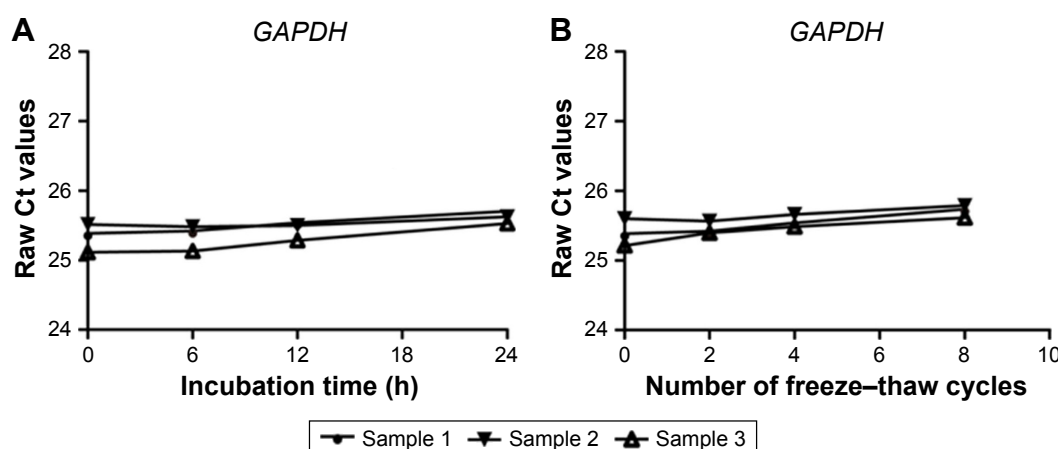 A
GAPDH
28
27
26
25
24
Raw Ct values
0 6 12 18 24
Incubation time (h)
B
GAPDH
28
27
26
25
24
Raw Ct values
0 2 4 6 8 10
Number of freeze–thaw cycles
Sample 1 Sample 2 Sample 3